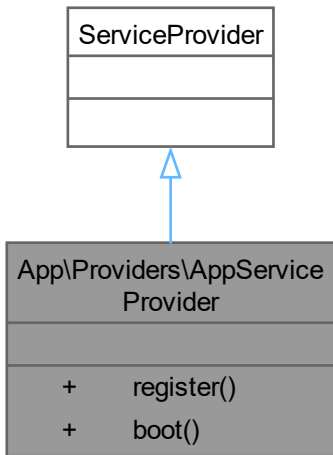 ServiceProvider
App\Providers\AppService
Provider
+ register()
+ boot()